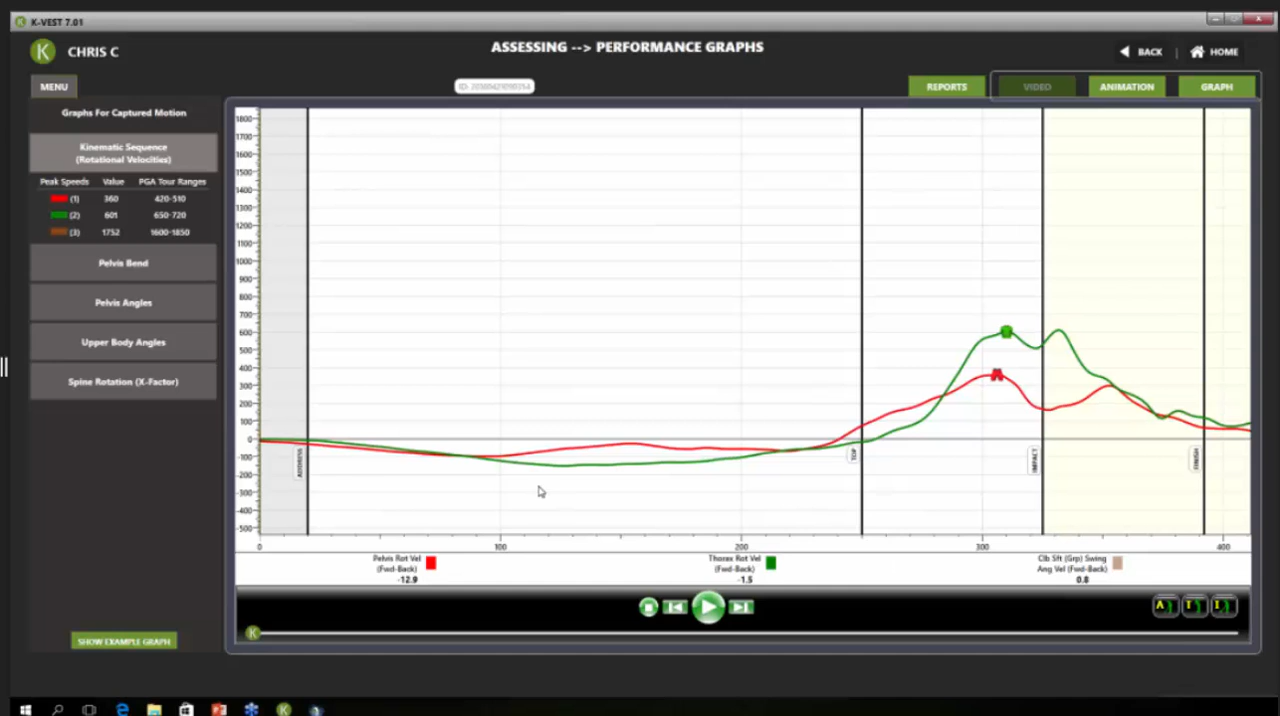 K-VEST 7.01
K CHRIS C
ASSESSING --> PERFORMANCE GRAPHS
BACK | HOME
MENU
REPORTS
VIDEO
ANIMATION
GRAPH
Graphs For Captured Motion
Kinematic Sequence
(Rotational Velocities)
Peak Speeds Value PGA Tour Ranges
(1) 360 420-510
(2) 601 650-720
(3) 1752 1600-1850
Pelvis Bend
Pelvis Angles
Upper Body Angles
Spine Rotation (X-Factor)
SHOW EXAMPLE GRAPH
1800
1700
1600
1500
1400
1300
1200
1100
1000
900
800
700
600
500
400
300
200
100
0
-100
-200
-300
-400
-500
ADDRESS
TOP
IMPACT
FINISH
0 100 200 300 400
Pelvis Rot Vel
(Fwd-Back)
-12.9
Thorax Rot Vel
(Fwd-Back)
-1.5
Clb Sft (Grp) Swing
Ang Vel (Fwd-Back)
0.8
A T I
K